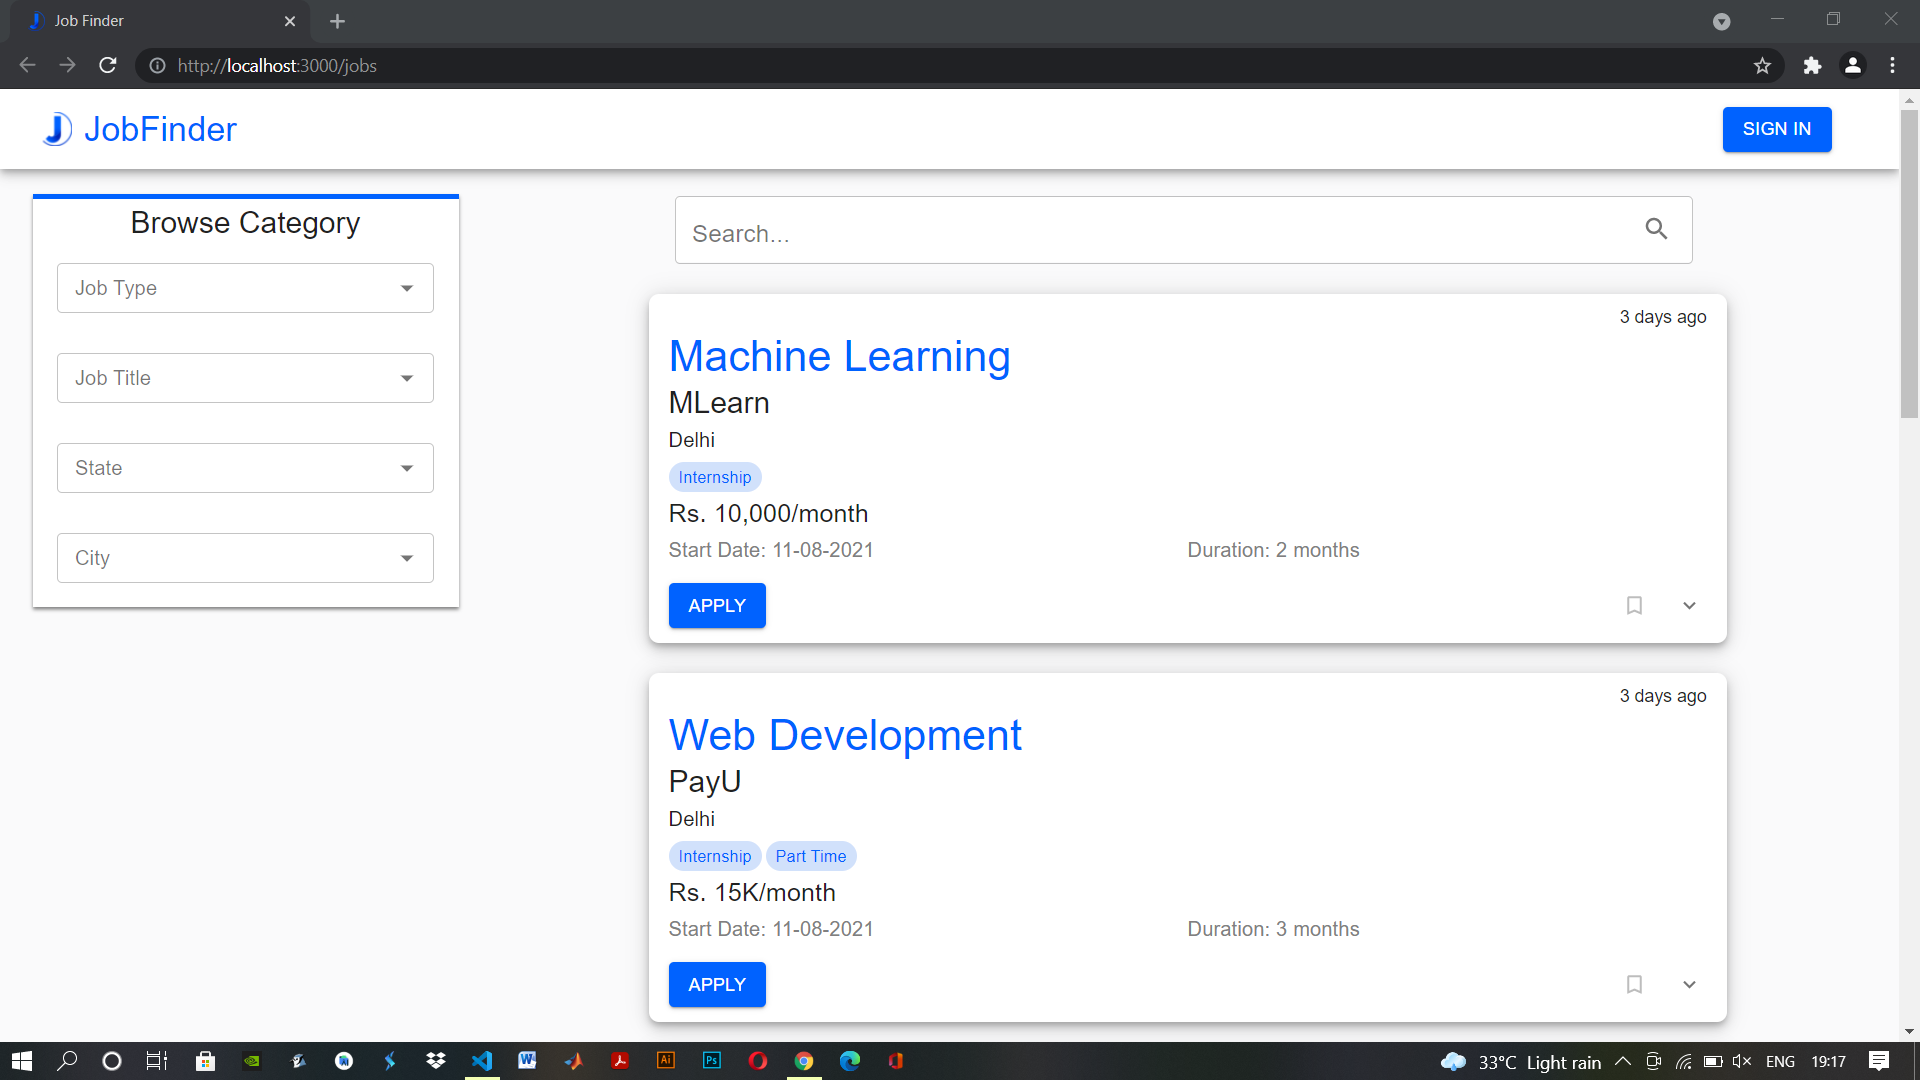 Job Finder
http://localhost:3000/jobs
JobFinder
SIGN IN
Browse Category
Job Type
Job Title
State
City
Search...
3 days ago
Machine Learning
MLearn
Delhi
Internship
Rs. 10,000/month
Start Date: 11-08-2021 Duration: 2 months
APPLY
3 days ago
Web Development
PayU
Delhi
Internship Part Time
Rs. 15K/month
Start Date: 11-08-2021 Duration: 3 months
APPLY
33°C Light rain ENG 19:17